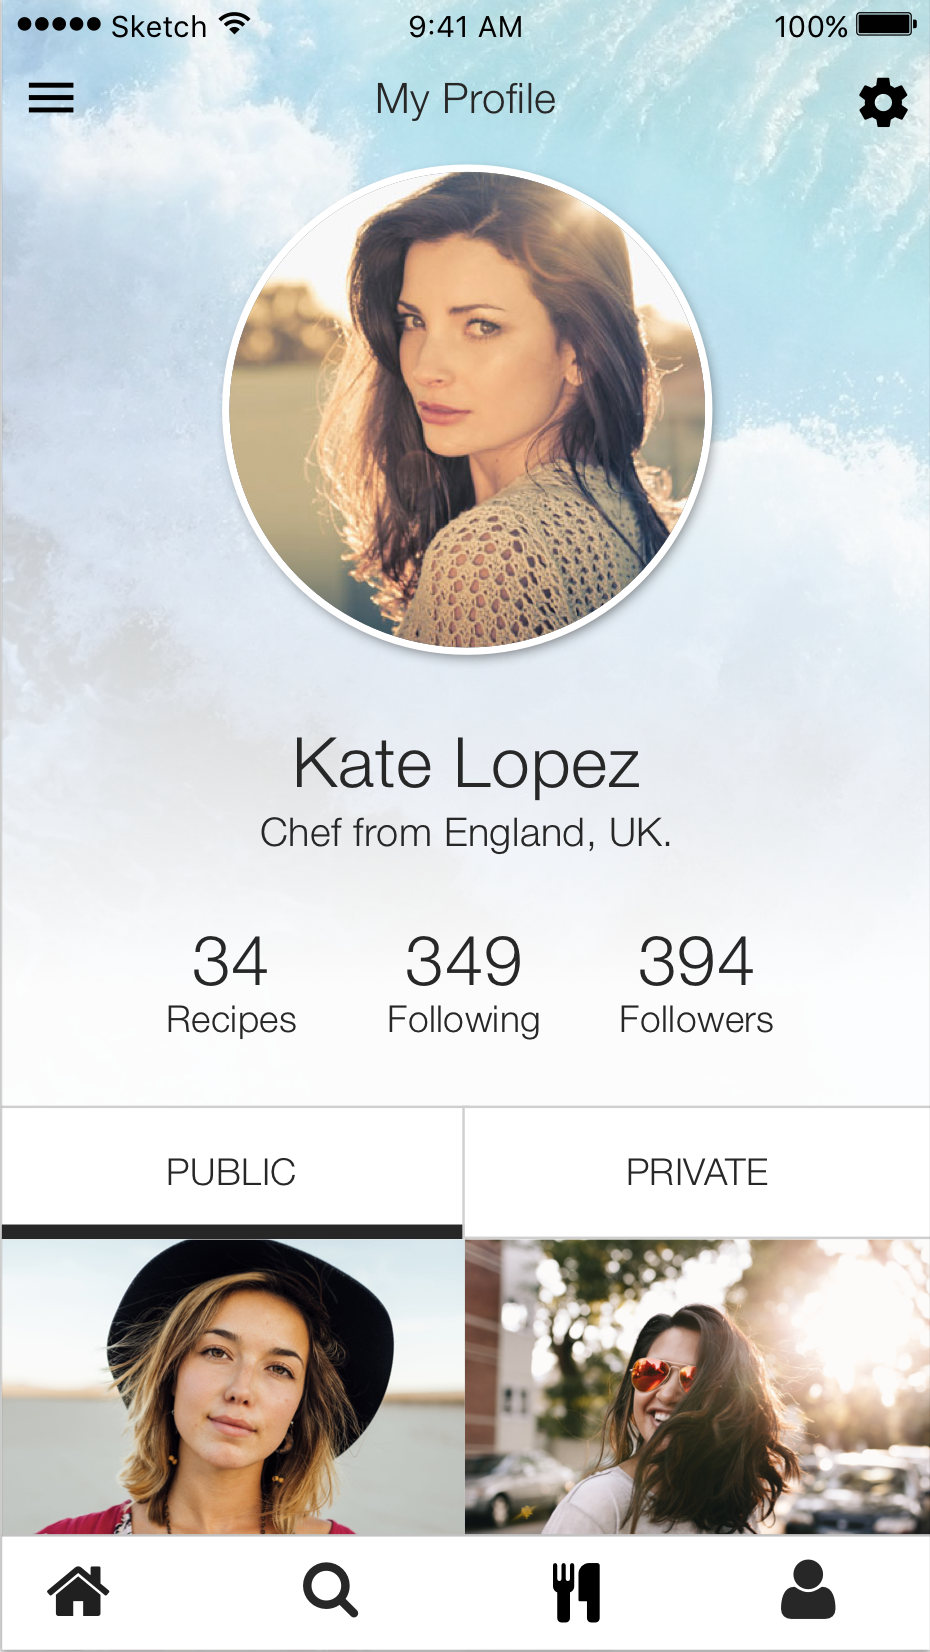 Sketch 9:41 AM 100%
My Profile
Kate Lopez
Chef from England, UK.
34 349 394
Recipes Following Followers
PUBLIC PRIVATE